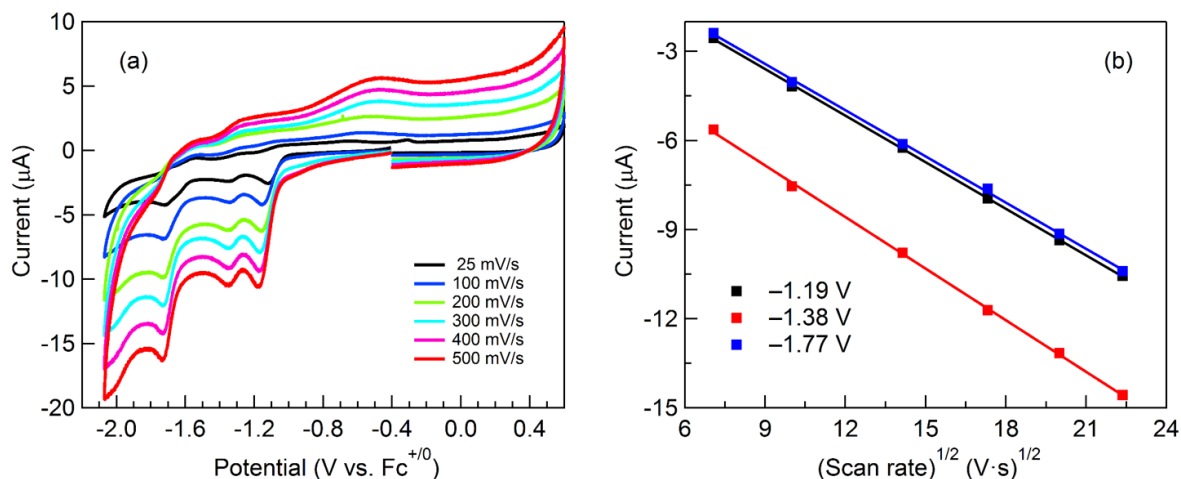 (a)
10
5
0
-5
-10
-15
-20
Current (µA)
25 mV/s
100 mV/s
200 mV/s
300 mV/s
400 mV/s
500 mV/s
-2.0 -1.6 -1.2 -0.8 -0.4 0.0 0.4
Potential (V vs. Fc+/0)
(b)
-3
-6
-9
-12
-15
Current (µA)
–1.19 V
–1.38 V
–1.77 V
6 9 12 15 18 21 24
(Scan rate)1/2 (V·s)1/2